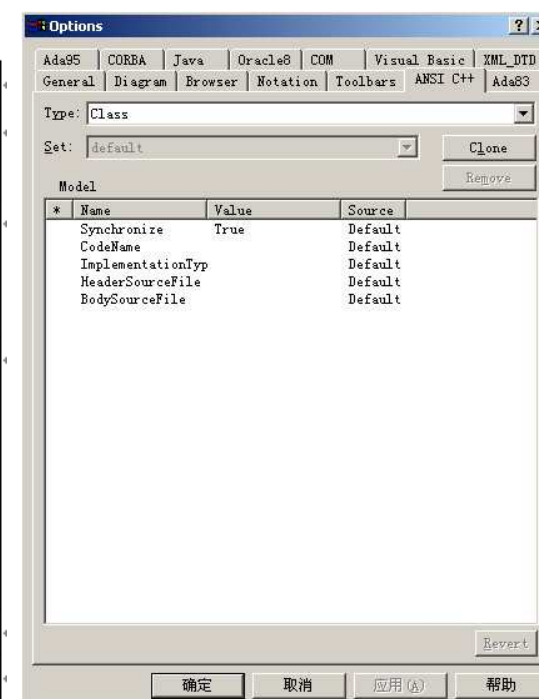 Options
Ada95 CORBA Java Oracle8 COM Visual Basic XML_DTD
General Diagram Browser Notation Toolbars ANSI C++ Ada83
Type: Class
Set: default Clone
Remove
Model
* Name Value Source
Synchronize True Default
CodeName Default
ImplementationTyp Default
HeaderSourceFile Default
BodySourceFile Default
Revert
确定 取消 应用(A) 帮助